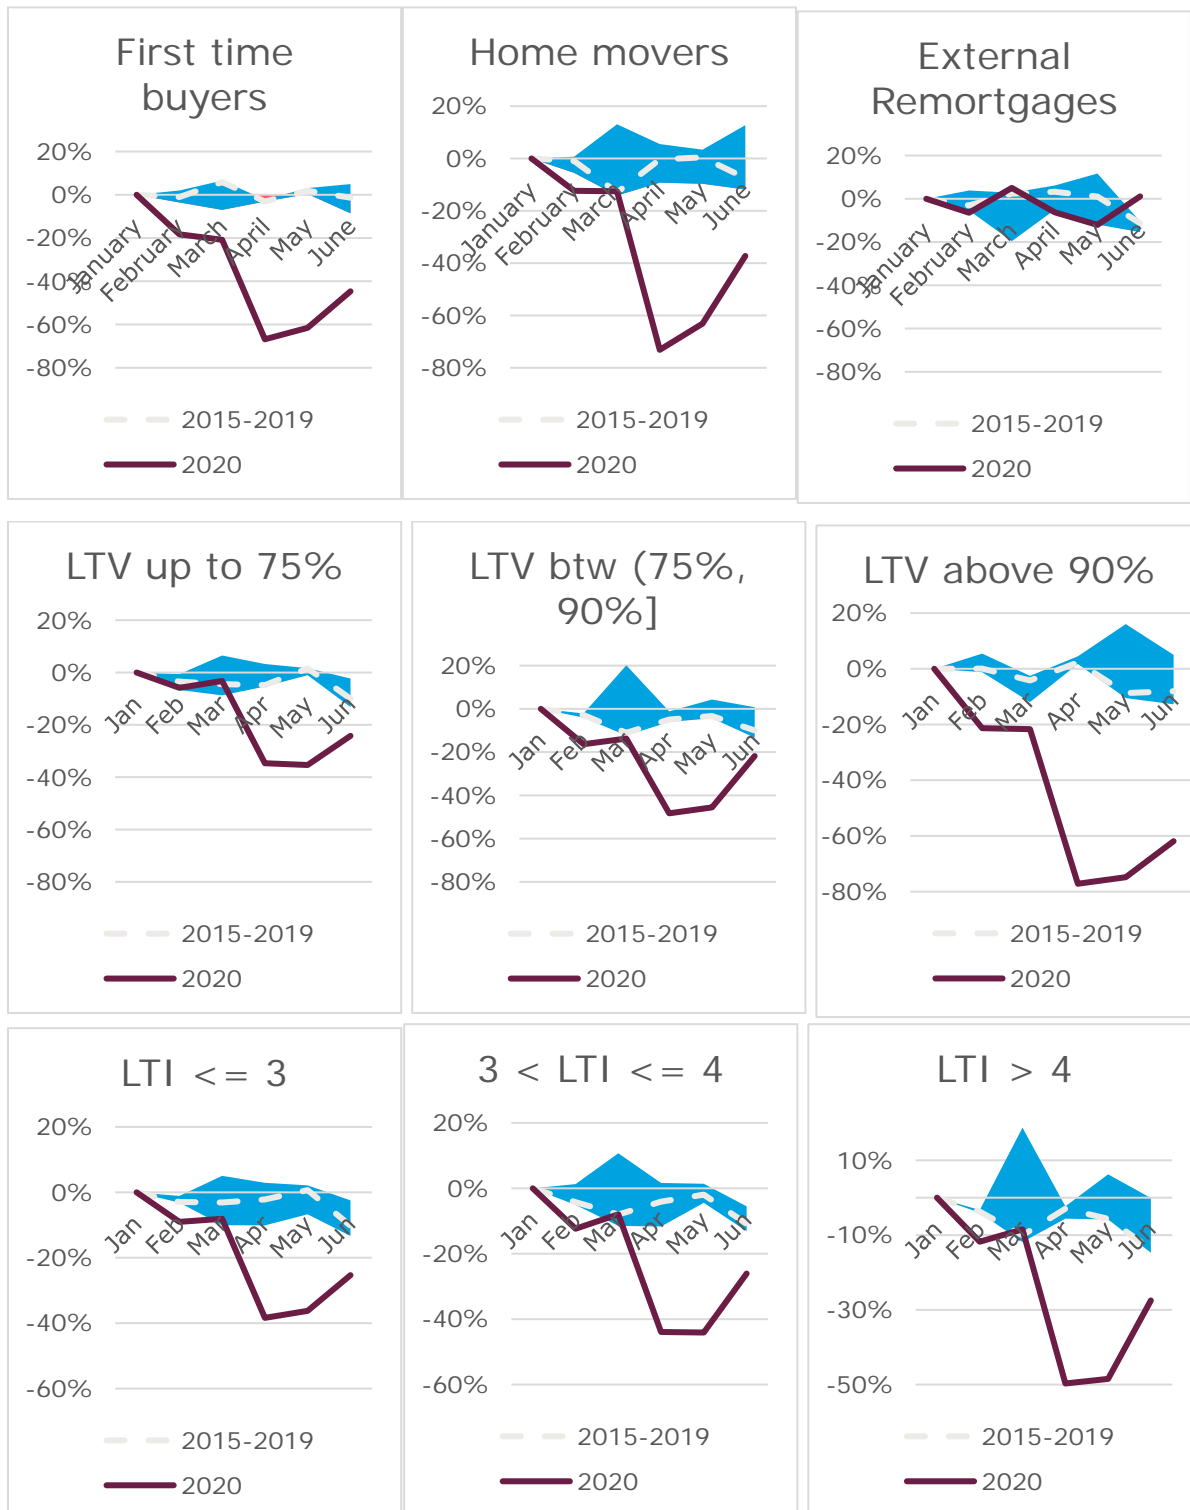 First time
buyers
20%
0%
-20%
-40%
-60%
-80%
January
February
March
April
May
June
2015-2019
2020
Home movers
20%
0%
-20%
-40%
-60%
-80%
January
February
March
April
May
June
2015-2019
2020
External
Remortgages
20%
0%
-20%
-40%
-60%
-80%
January
February
March
April
May
June
2015-2019
2020
LTV up to 75%
20%
0%
-20%
-40%
-60%
-80%
Jan
Feb
Mar
Apr
May
Jun
2015-2019
2020
LTV btw (75%,
90%]
20%
0%
-20%
-40%
-60%
-80%
Jan
Feb
Mar
Apr
May
Jun
2015-2019
2020
LTV above 90%
20%
0%
-20%
-40%
-60%
-80%
Jan
Feb
Mar
Apr
May
Jun
2015-2019
2020
LTI <= 3
20%
0%
-20%
-40%
-60%
Jan
Feb
Mar
Apr
May
Jun
2015-2019
2020
3 < LTI <= 4
20%
0%
-20%
-40%
-60%
Jan
Feb
Mar
Apr
May
Jun
2015-2019
2020
LTI > 4
10%
-10%
-30%
-50%
Jan
Feb
Mar
Apr
May
Jun
2015-2019
2020